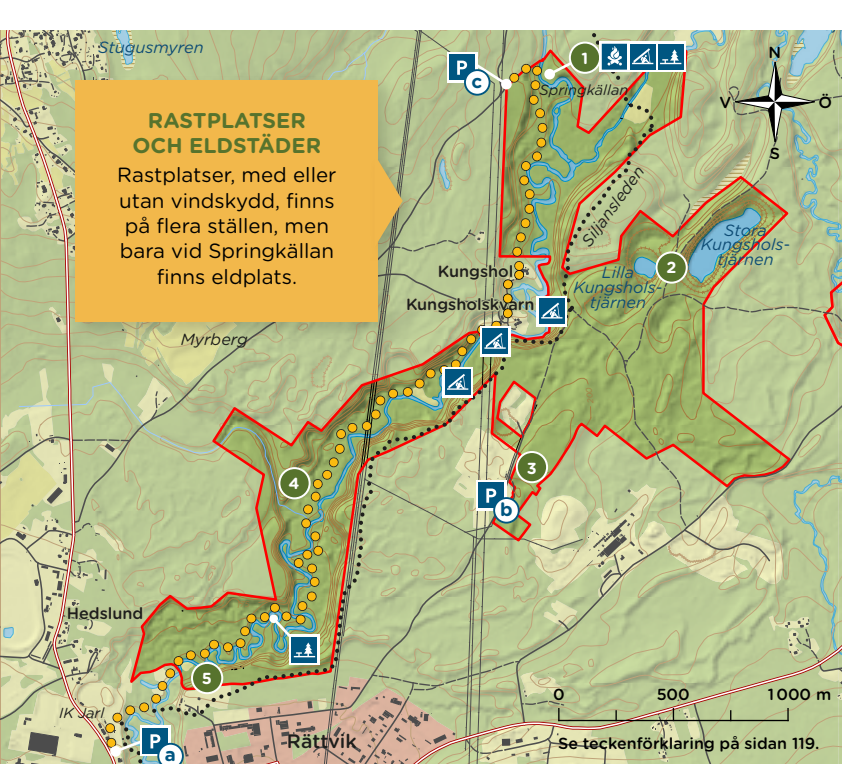 Stugusmyren
P
c
1
Springkällan
N
V
Ö
S
RASTPLATSER
OCH ELDSTÄDER
Rastplatser, med eller
utan vindskydd, finns
på flera ställen, men
bara vid Springkällan
finns eldplats.
Siljansleden
Stora
Kungshols-
tjärnen
2
Lilla
Kungshols-
tjärnen
Kungshol
Kungsholskvarn
Myrberg
3
4
P
b
Hedslund
5
IK Jarl
P
a
Rättvik
0
500
1000 m
Se teckenförklaring på sidan 119.